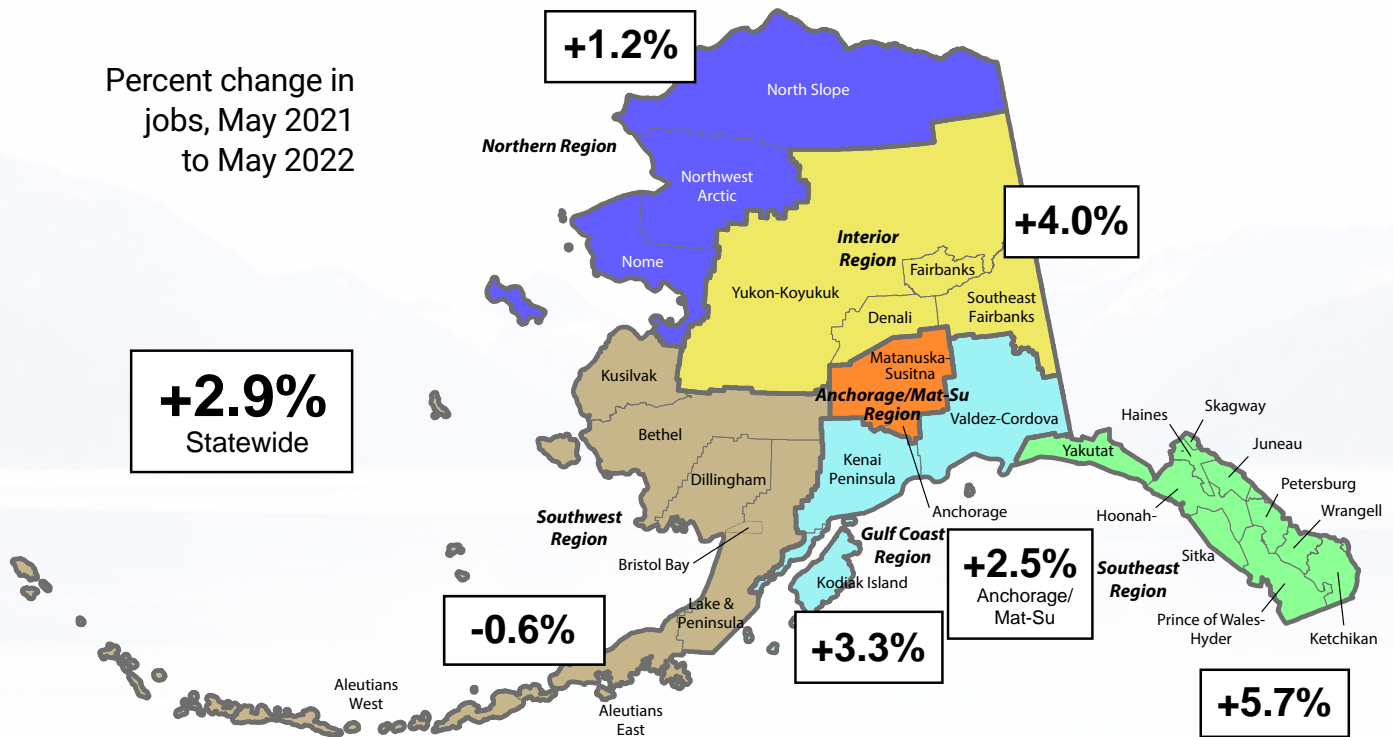 Percent change in
jobs, May 2021
to May 2022
+1.2%
North Slope
Northern Region
Northwest
Arctic
Nome
+4.0%
Interior
Region
Fairbanks
Yukon-Koyukuk
Denali
Southeast
Fairbanks
+2.9%
Statewide
Kusilvak
Bethel
Dillingham
Matanuska-
Susitna
Anchorage/Mat-Su
Region
Valdez-Cordova
Kenai
Peninsula
Anchorage
Yakutat
Haines
Skagway
Juneau
Petersburg
Wrangell
Hoonah-
Sitka
Southeast
Region
Prince of Wales-
Hyder
Ketchikan
+5.7%
Southwest
Region
Bristol Bay
Gulf Coast
Region
Kodiak Island
+2.5%
Anchorage/
Mat-Su
+3.3%
Lake &
Peninsula
-0.6%
Aleutians
West
Aleutians
East